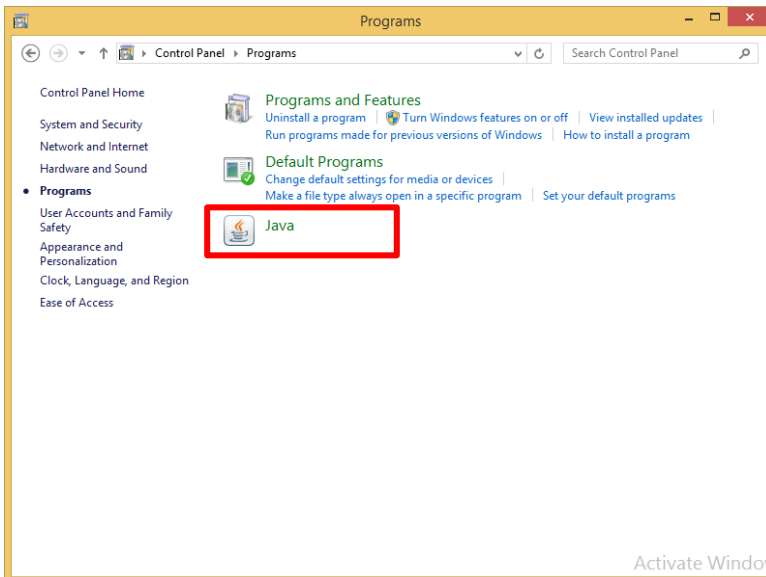 Programs
Control Panel Programs
Search Control Panel
Control Panel Home
System and Security
Network and Internet
Hardware and Sound
Programs
User Accounts and Family
Safety
Appearance and
Personalization
Clock, Language, and Region
Ease of Access
Programs and Features
Uninstall a program Turn Windows features on or off View installed updates
Run programs made for previous versions of Windows How to install a program
Default Programs
Change default settings for media or devices
Make a file type always open in a specific program Set your default programs
Java
Activate Windo